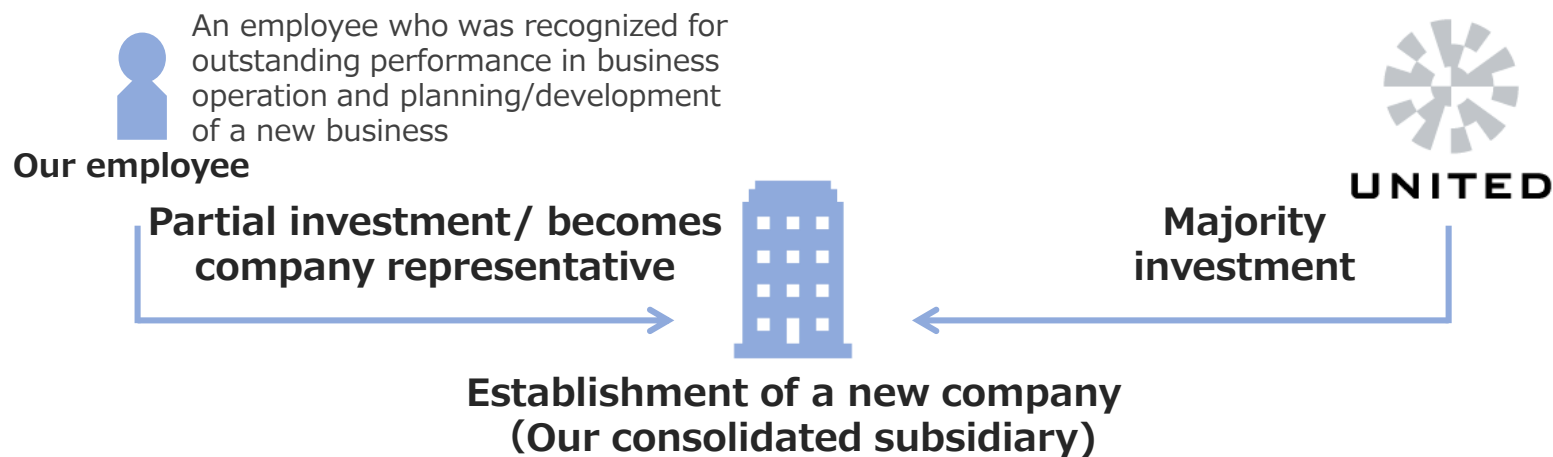 An employee who was recognized for
outstanding performance in business
operation and planning/development
of a new business
Our employee
UNITED
Partial investment/ becomes
company representative
Majority
investment
Establishment of a new company
(Our consolidated subsidiary)